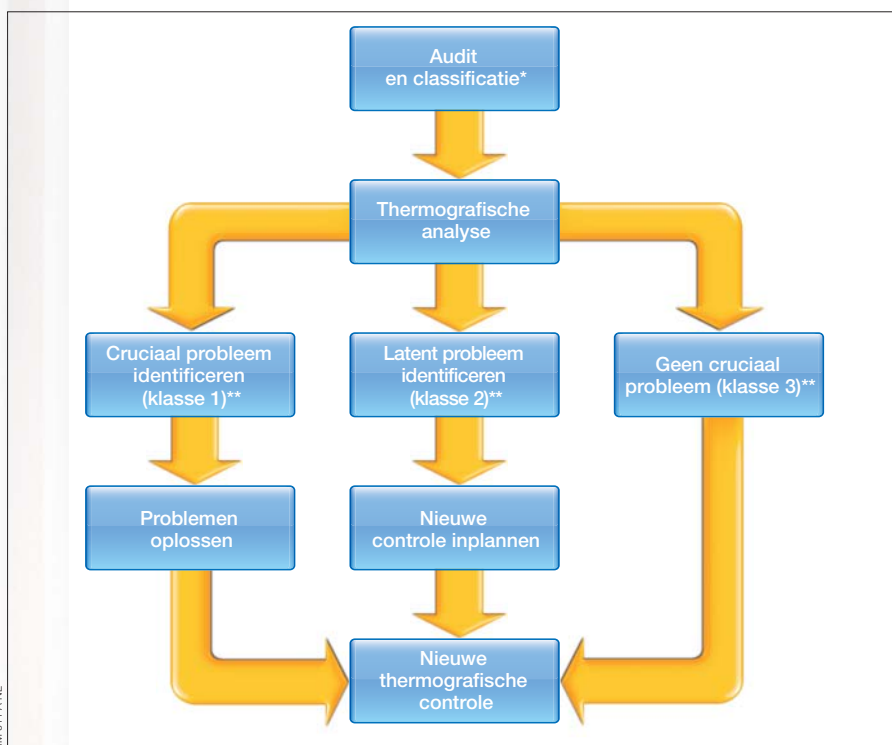 Audit
en classificatie*
Thermografische
analyse
Cruciaal probleem
identificeren
(klasse 1)**
Latent probleem
identificeren
(klasse 2)**
Geen cruciaal
probleem (klasse 3)**
Problemen
oplossen
Nieuwe
controle inplannen
Nieuwe
thermografische
controle